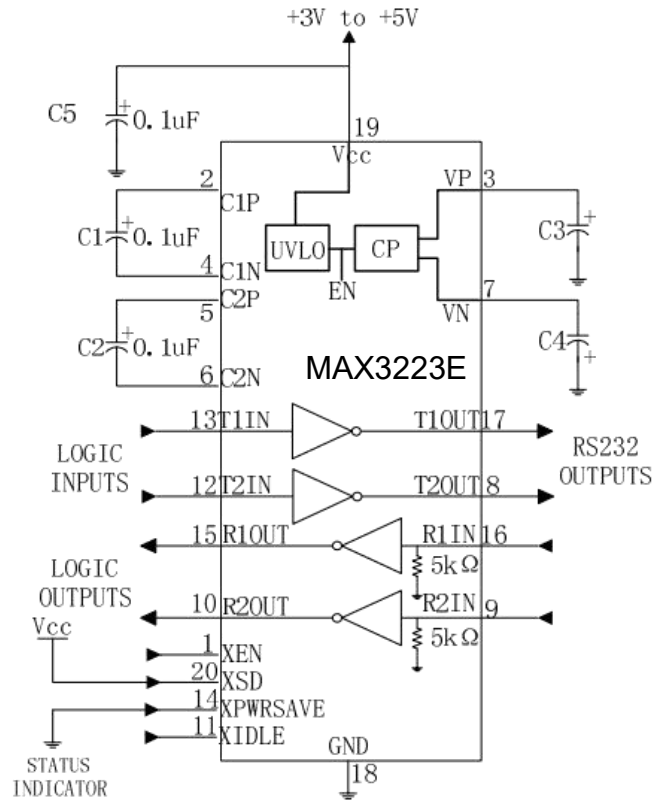 +3V to +5V
C5
+
0.1uF
19
Vcc
2
C1P
VP
3
C1
+
0.1uF
UVLO
CP
C3
+
4
C1N
EN
C2P
5
7
VN
C2
+
0.1uF
C4
+
6
C2N
MAX3223E
13
T1IN
T1OUT
17
LOGIC
INPUTS
RS232
OUTPUTS
12
T2IN
T2OUT
8
15
R1OUT
R1IN
16
5kΩ
LOGIC
OUTPUTS
10
R2OUT
R2IN
9
5kΩ
Vcc
1
XEN
20
XSD
14
XPWRSAVE
11
XIDLE
GND
18
STATUS
INDICATOR